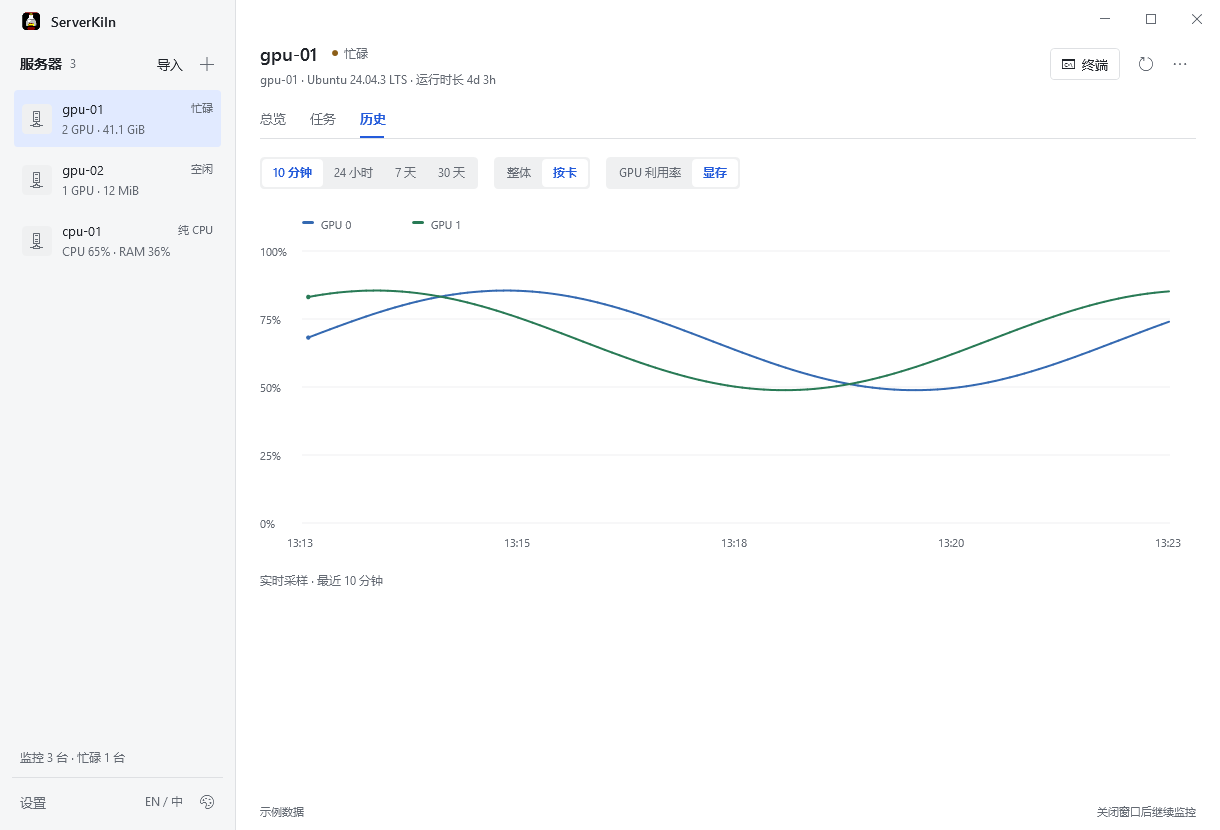 ServerKiln
服务器 3 导入
gpu-01 忙碌
2 GPU · 41.1 GiB
gpu-02 空闲
1 GPU · 12 MiB
cpu-01 纯 CPU
CPU 65% · RAM 36%
监控 3 台 · 忙碌 1 台
设置 EN / 中
gpu-01 忙碌
gpu-01 · Ubuntu 24.04.3 LTS · 运行时长 4d 3h
终端
总览 任务 历史
10 分钟 24 小时 7 天 30 天 整体 按卡 GPU 利用率 显存
GPU 0 GPU 1
100%
75%
50%
25%
0%
13:13 13:15 13:18 13:20 13:23
实时采样 · 最近 10 分钟
示例数据 关闭窗口后继续监控